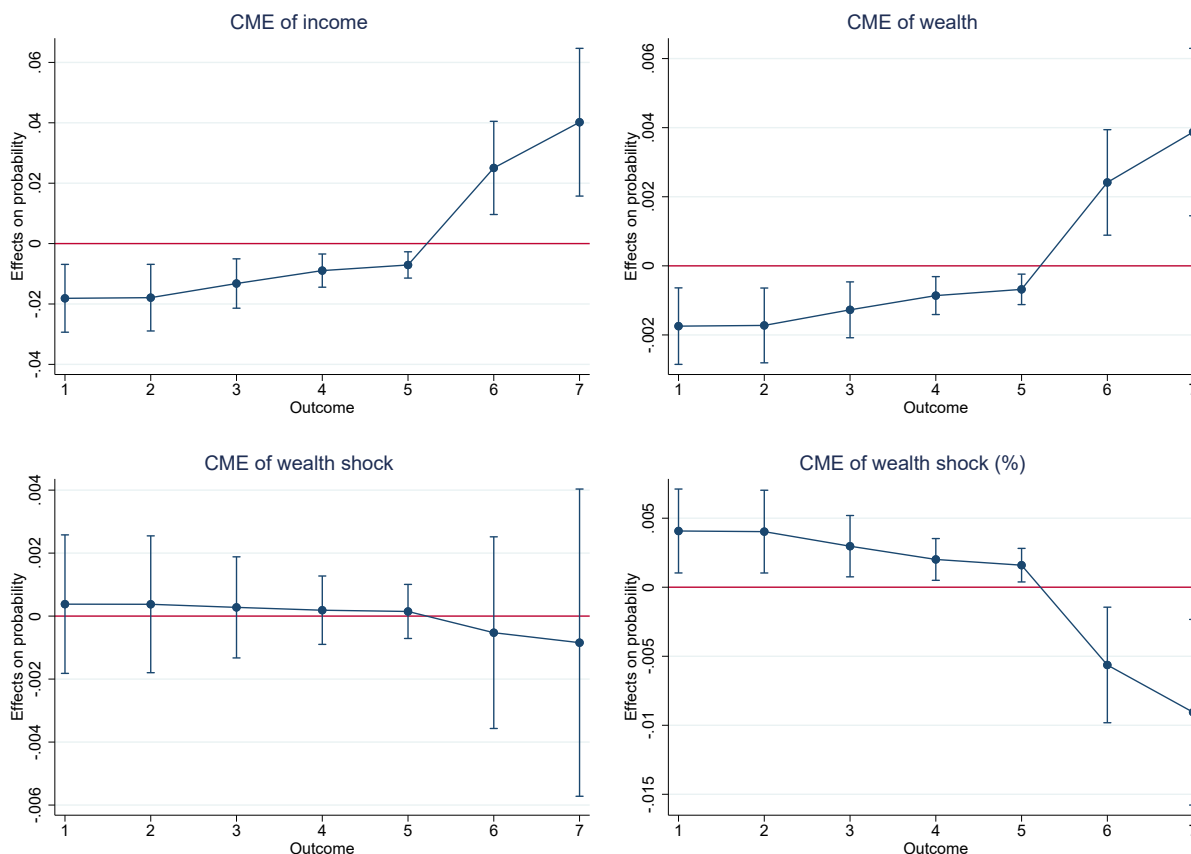 CME of income
Effects on probability
.06
.04
.02
0
-.02
-.04
1 2 3 4 5 6 7
Outcome
CME of wealth
Effects on probability
.006
.004
.002
0
-.002
1 2 3 4 5 6
Outcome
CME of wealth shock
Effects on probability
.004
.002
0
-.002
-.004
-.006
1 2 3 4 5 6 7
Outcome
CME of wealth shock (%)
Effects on probability
.005
0
-.005
-.01
-.015
1 2 3 4 5 6
Outcome